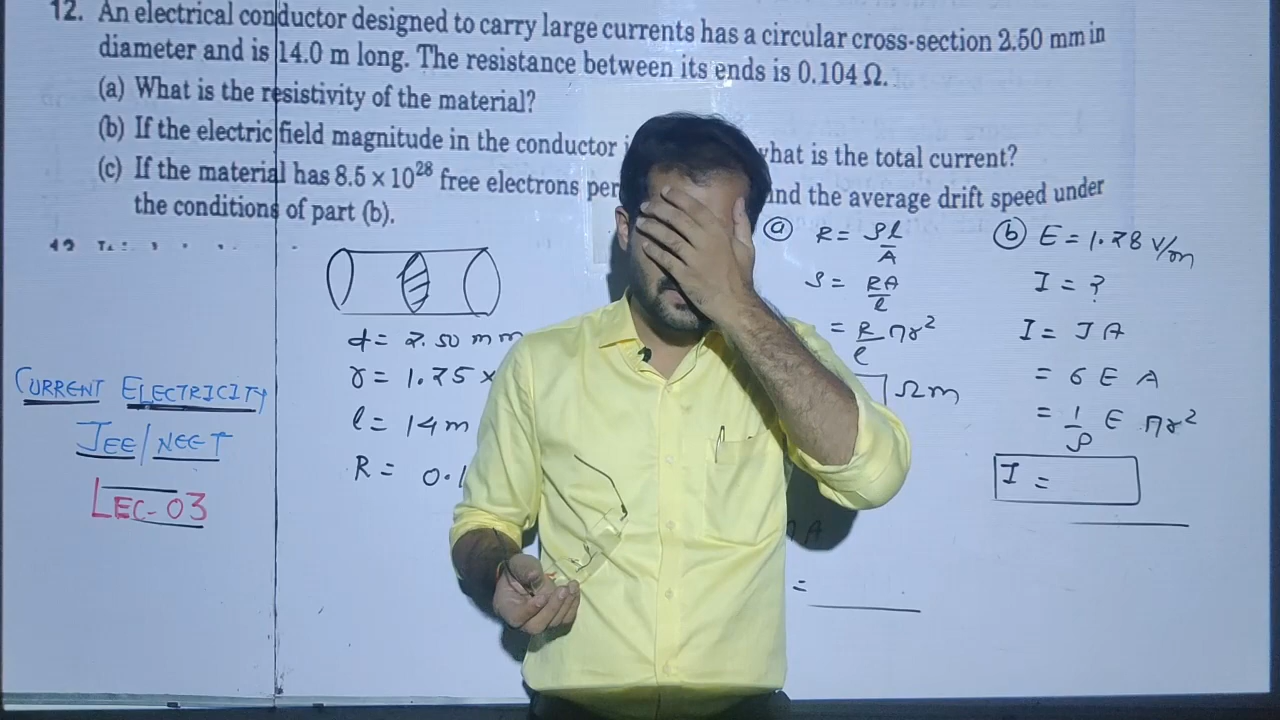 12. An electrical conductor designed to carry large currents has a circular cross-section 2.50 mm in
diameter and is 14.0 m long. The resistance between its ends is 0.104 Ω.
(a) What is the resistivity of the material?
(b) If the electric field magnitude in the conductor what is the total current?
(c) If the material has 8.5 × 10²⁸ free electrons per the average drift speed under
the conditions of part (b).
CURRENT ELECTRICITY
JEE/NEET
LEC-03
d = 2.50 mm
r = 1.25 ×
l = 14 m
R = 0.1
(a) R = ρl/A
ρ = RA/l
= R/l πr²
Ωm
A
=
(b) E = 1.28 V/m
I = ?
I = J A
= σ E A
= 1/ρ E πr²
I =